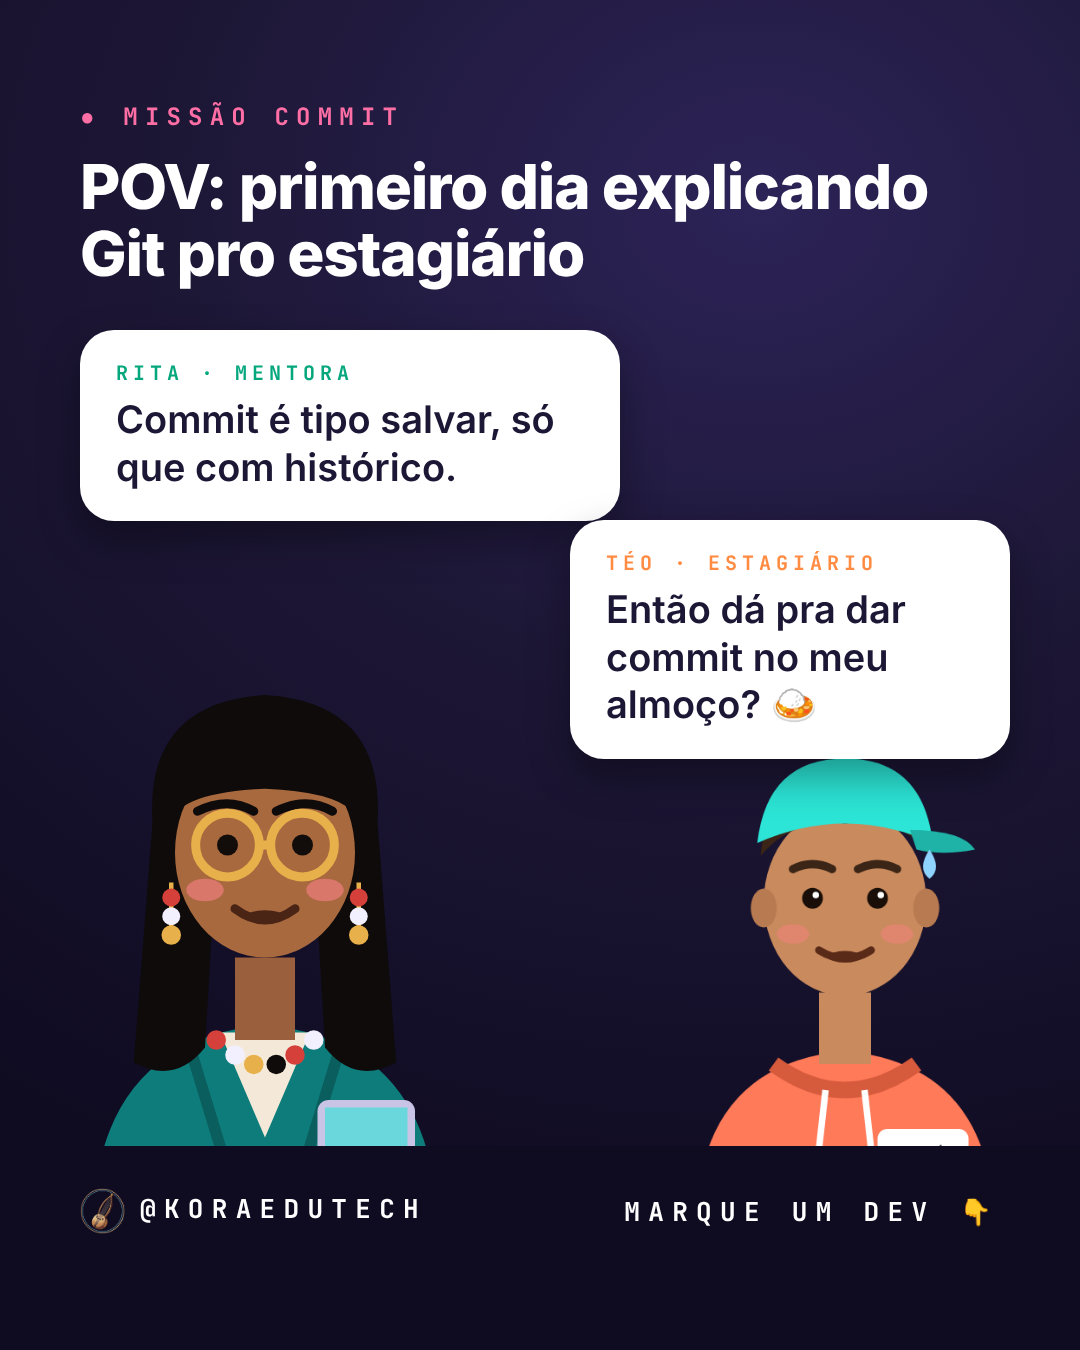 • MISSÃO COMMIT
POV: primeiro dia explicando
Git pro estagiário
RITA · MENTORA
Commit é tipo salvar, só
que com histórico.
TÉO · ESTAGIÁRIO
Então dá pra dar
commit no meu
almoço? 🍛
@KORAEDUTECH
MARQUE UM DEV 👇